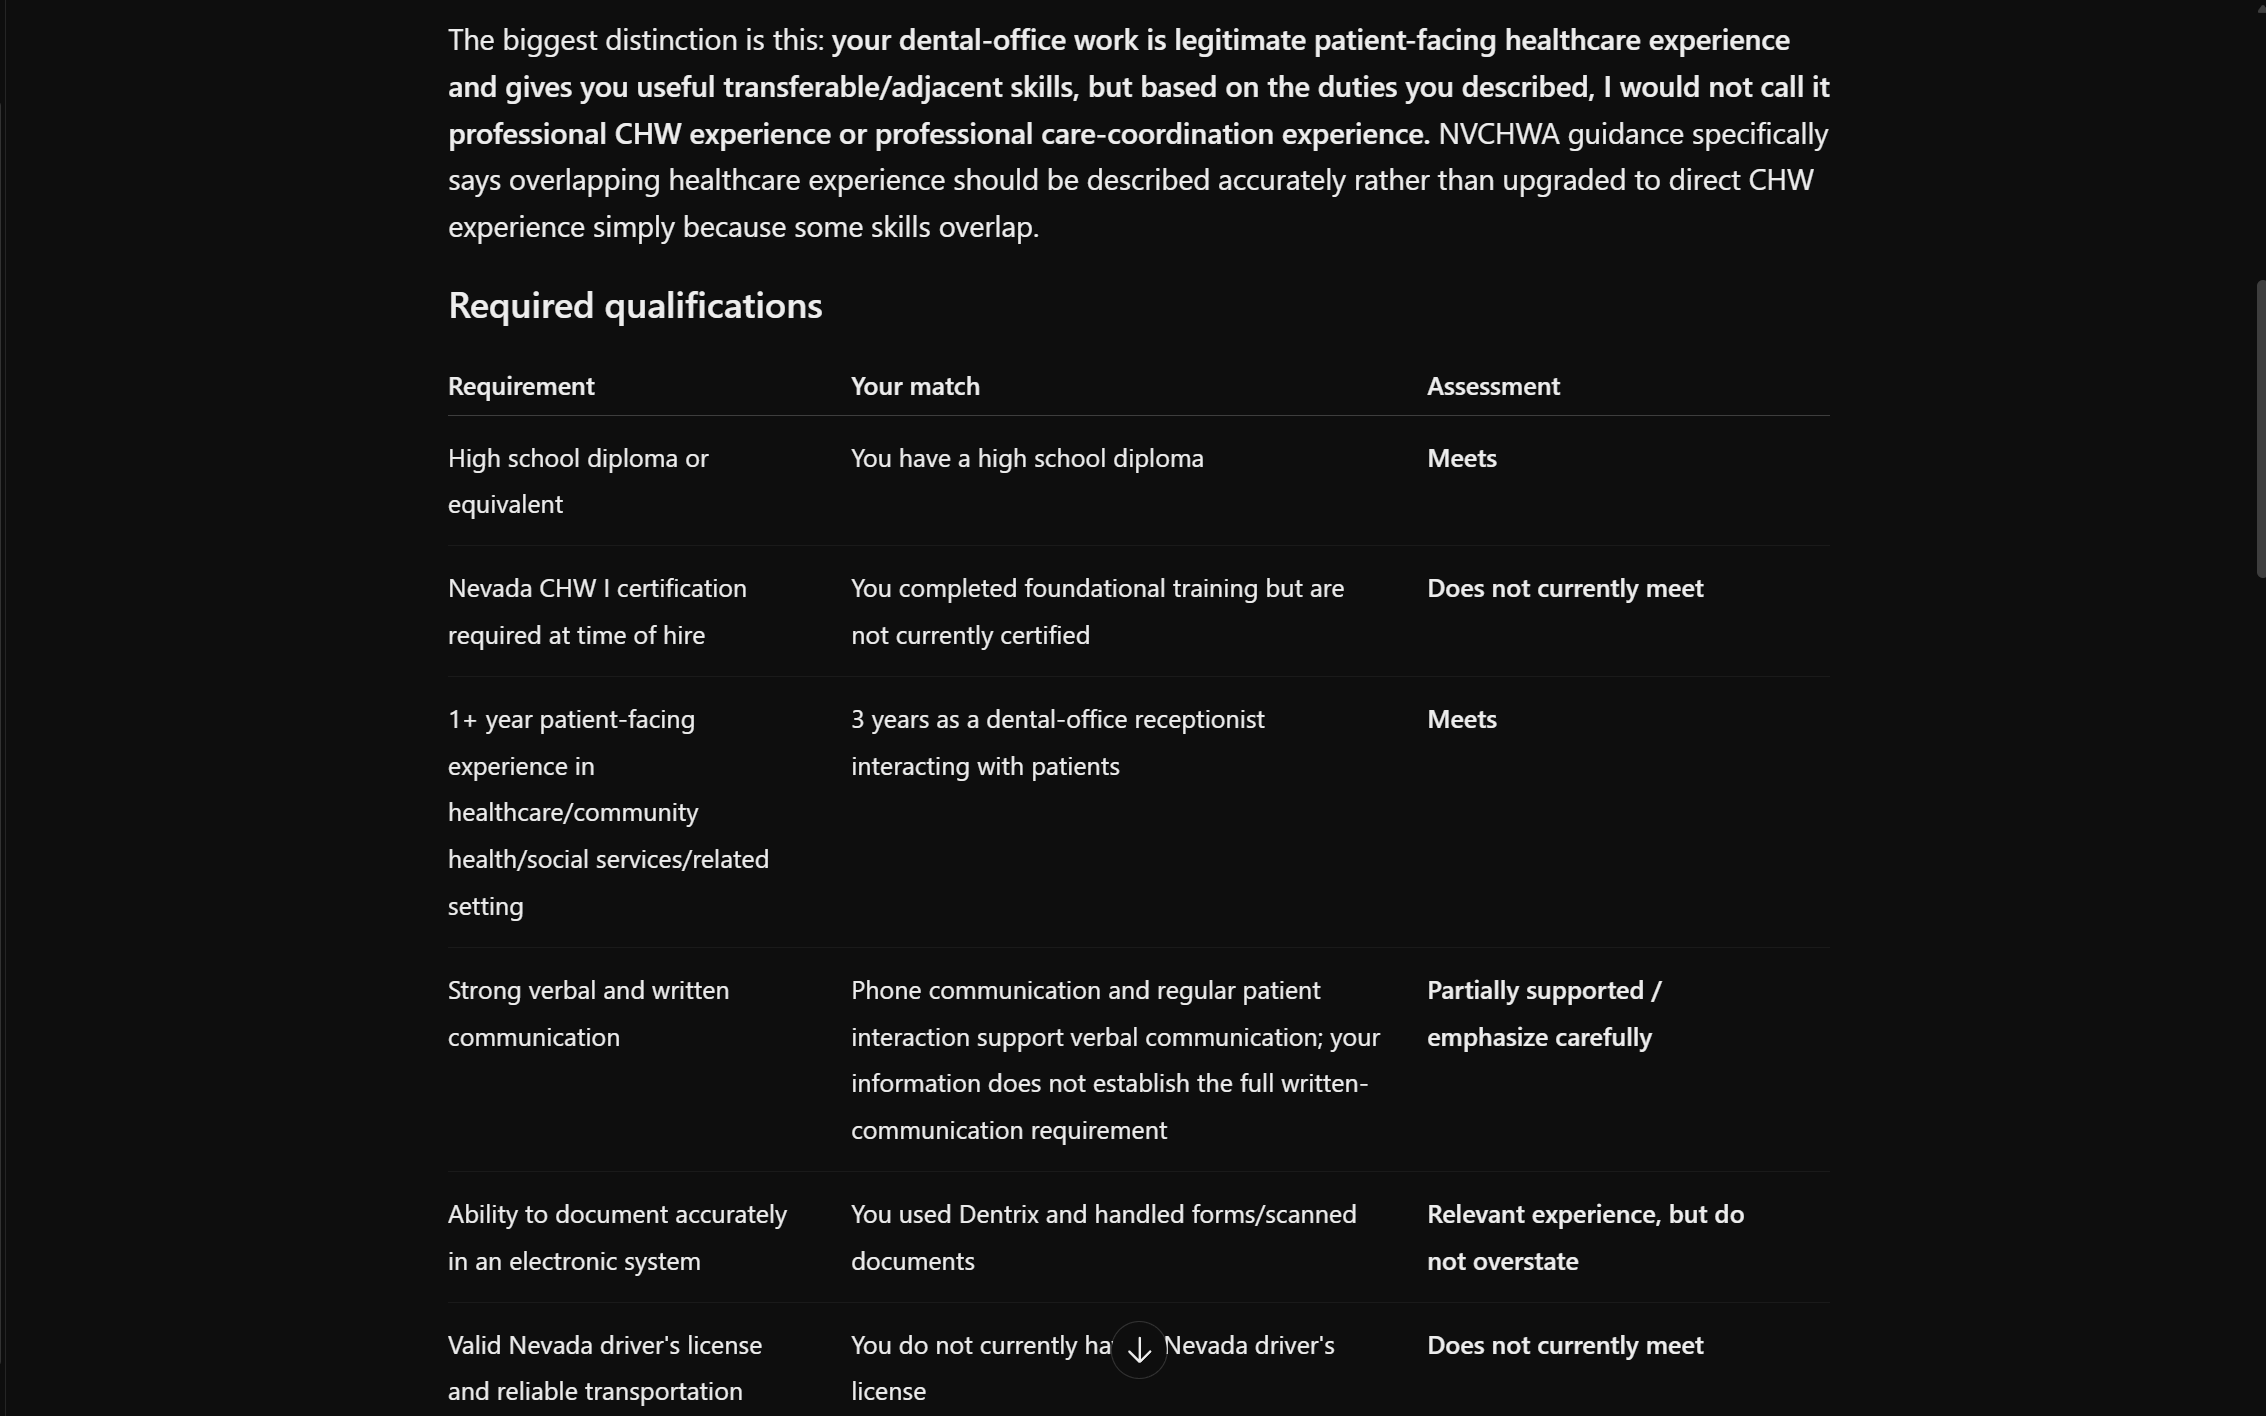 The biggest distinction is this: your dental-office work is legitimate patient-facing healthcare experience
and gives you useful transferable/adjacent skills, but based on the duties you described, I would not call it
professional CHW experience or professional care-coordination experience. NVCHWA guidance specifically
says overlapping healthcare experience should be described accurately rather than upgraded to direct CHW
experience simply because some skills overlap.
Required qualifications
Requirement Your match Assessment
High school diploma or You have a high school diploma Meets
equivalent
Nevada CHW I certification You completed foundational training but are Does not currently meet
required at time of hire not currently certified
1+ year patient-facing 3 years as a dental-office receptionist Meets
experience in interacting with patients
healthcare/community
health/social services/related
setting
Strong verbal and written Phone communication and regular patient Partially supported /
communication interaction support verbal communication; your emphasize carefully
information does not establish the full written-
communication requirement
Ability to document accurately You used Dentrix and handled forms/scanned Relevant experience, but do
in an electronic system documents not overstate
Valid Nevada driver's license You do not currently Nevada driver's Does not currently meet
and reliable transportation license